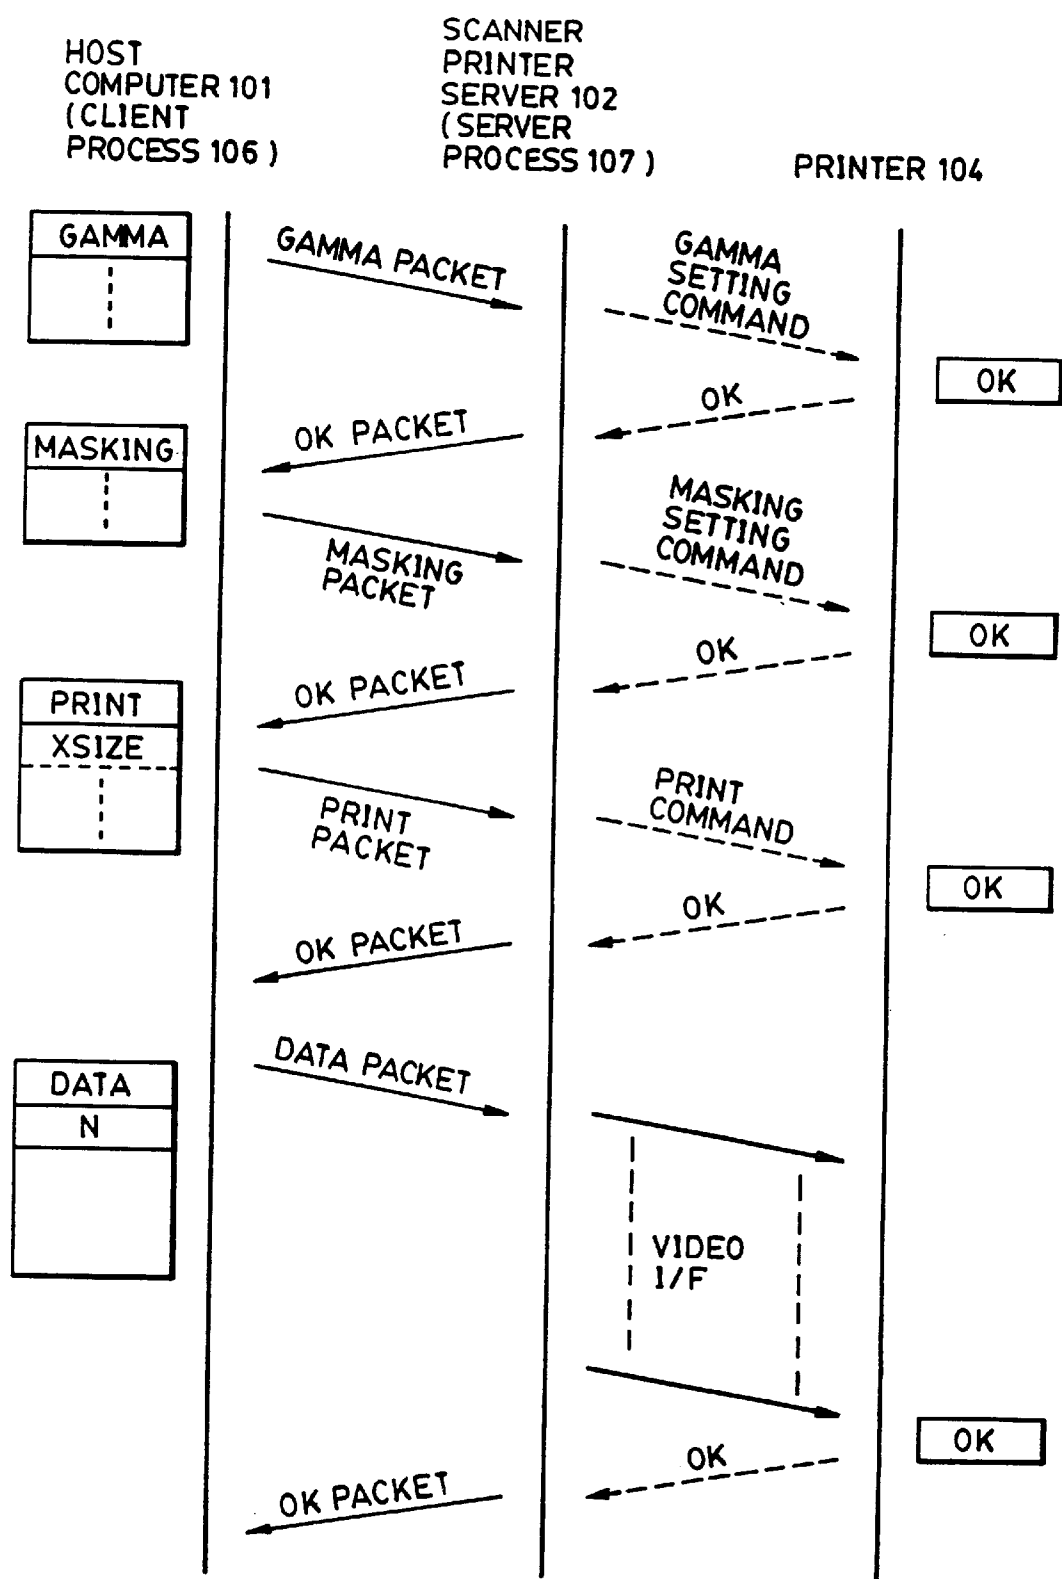 HOST
COMPUTER 101
(CLIENT
PROCESS 106)
SCANNER
PRINTER
SERVER 102
(SERVER
PROCESS 107)
PRINTER 104
GAMMA
GAMMA PACKET
GAMMA
SETTING
COMMAND
OK
OK
OK PACKET
MASKING
MASKING
PACKET
MASKING
SETTING
COMMAND
OK
OK
OK PACKET
PRINT
XSIZE
PRINT
PACKET
PRINT
COMMAND
OK
OK
OK PACKET
DATA
N
DATA PACKET
VIDEO
I/F
OK
OK
OK PACKET